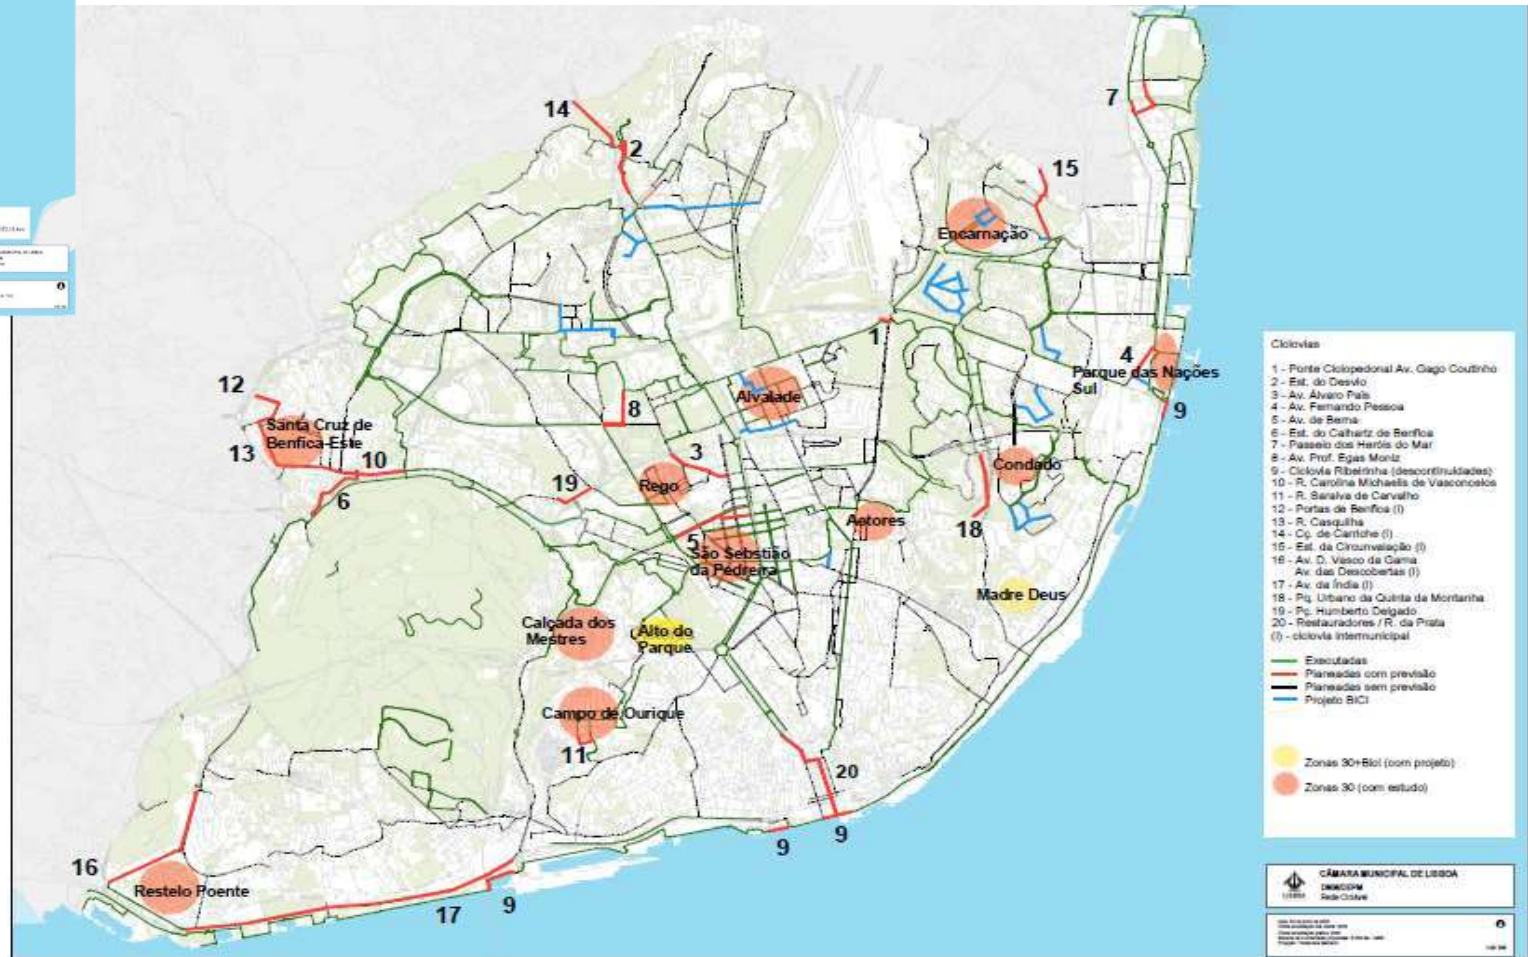 14
2
7
15
Encarnação
1
4
Parque das Nações
Sul
12
Alvalade
8
9
Santa Cruz de
Benfica-Este
13
10
3
Condado
19
Rego
6
Actores
18
5
São Sebstião
da Pedreira
Madre Deus
Calçada dos
Mestres
Alto do
Parque
Campo de Ourique
11
20
9
9
16
Restelo Poente
17
9
Ciclovias
1 - Ponte Ciclopedonal Av. Gago Coutinho
2 - Est. do Desvio
3 - Av. Álvaro Pais
4 - Av. Fernando Pessoa
5 - Av. de Berna
6 - Est. do Calhariz de Benfica
7 - Passeio dos Heróis do Mar
8 - Av. Prof. Egas Moniz
9 - Ciclovia Ribeirinha (descontinuidades)
10 - R. Carolina Michaelis de Vasconcelos
11 - R. Saraiva de Carvalho
12 - Portas de Benfica (I)
13 - R. Casquilha
14 - Cç. de Carriche (I)
15 - Est. da Circunvalação (I)
16 - Av. D. Vasco da Gama
Av. das Descobertas (I)
17 - Av. da Índia (I)
18 - Pq. Urbano da Quinta da Montanha
19 - Pç. Humberto Delgado
20 - Restauradores / R. da Prata
(I) - ciclovia intermunicipal
Executadas
Planeadas com previsão
Planeadas sem previsão
Projeto BICI
Zonas 30+Bici (com projeto)
Zonas 30 (com estudo)
CÂMARA MUNICIPAL DE LISBOA
Rede Ciclável
LISBOA